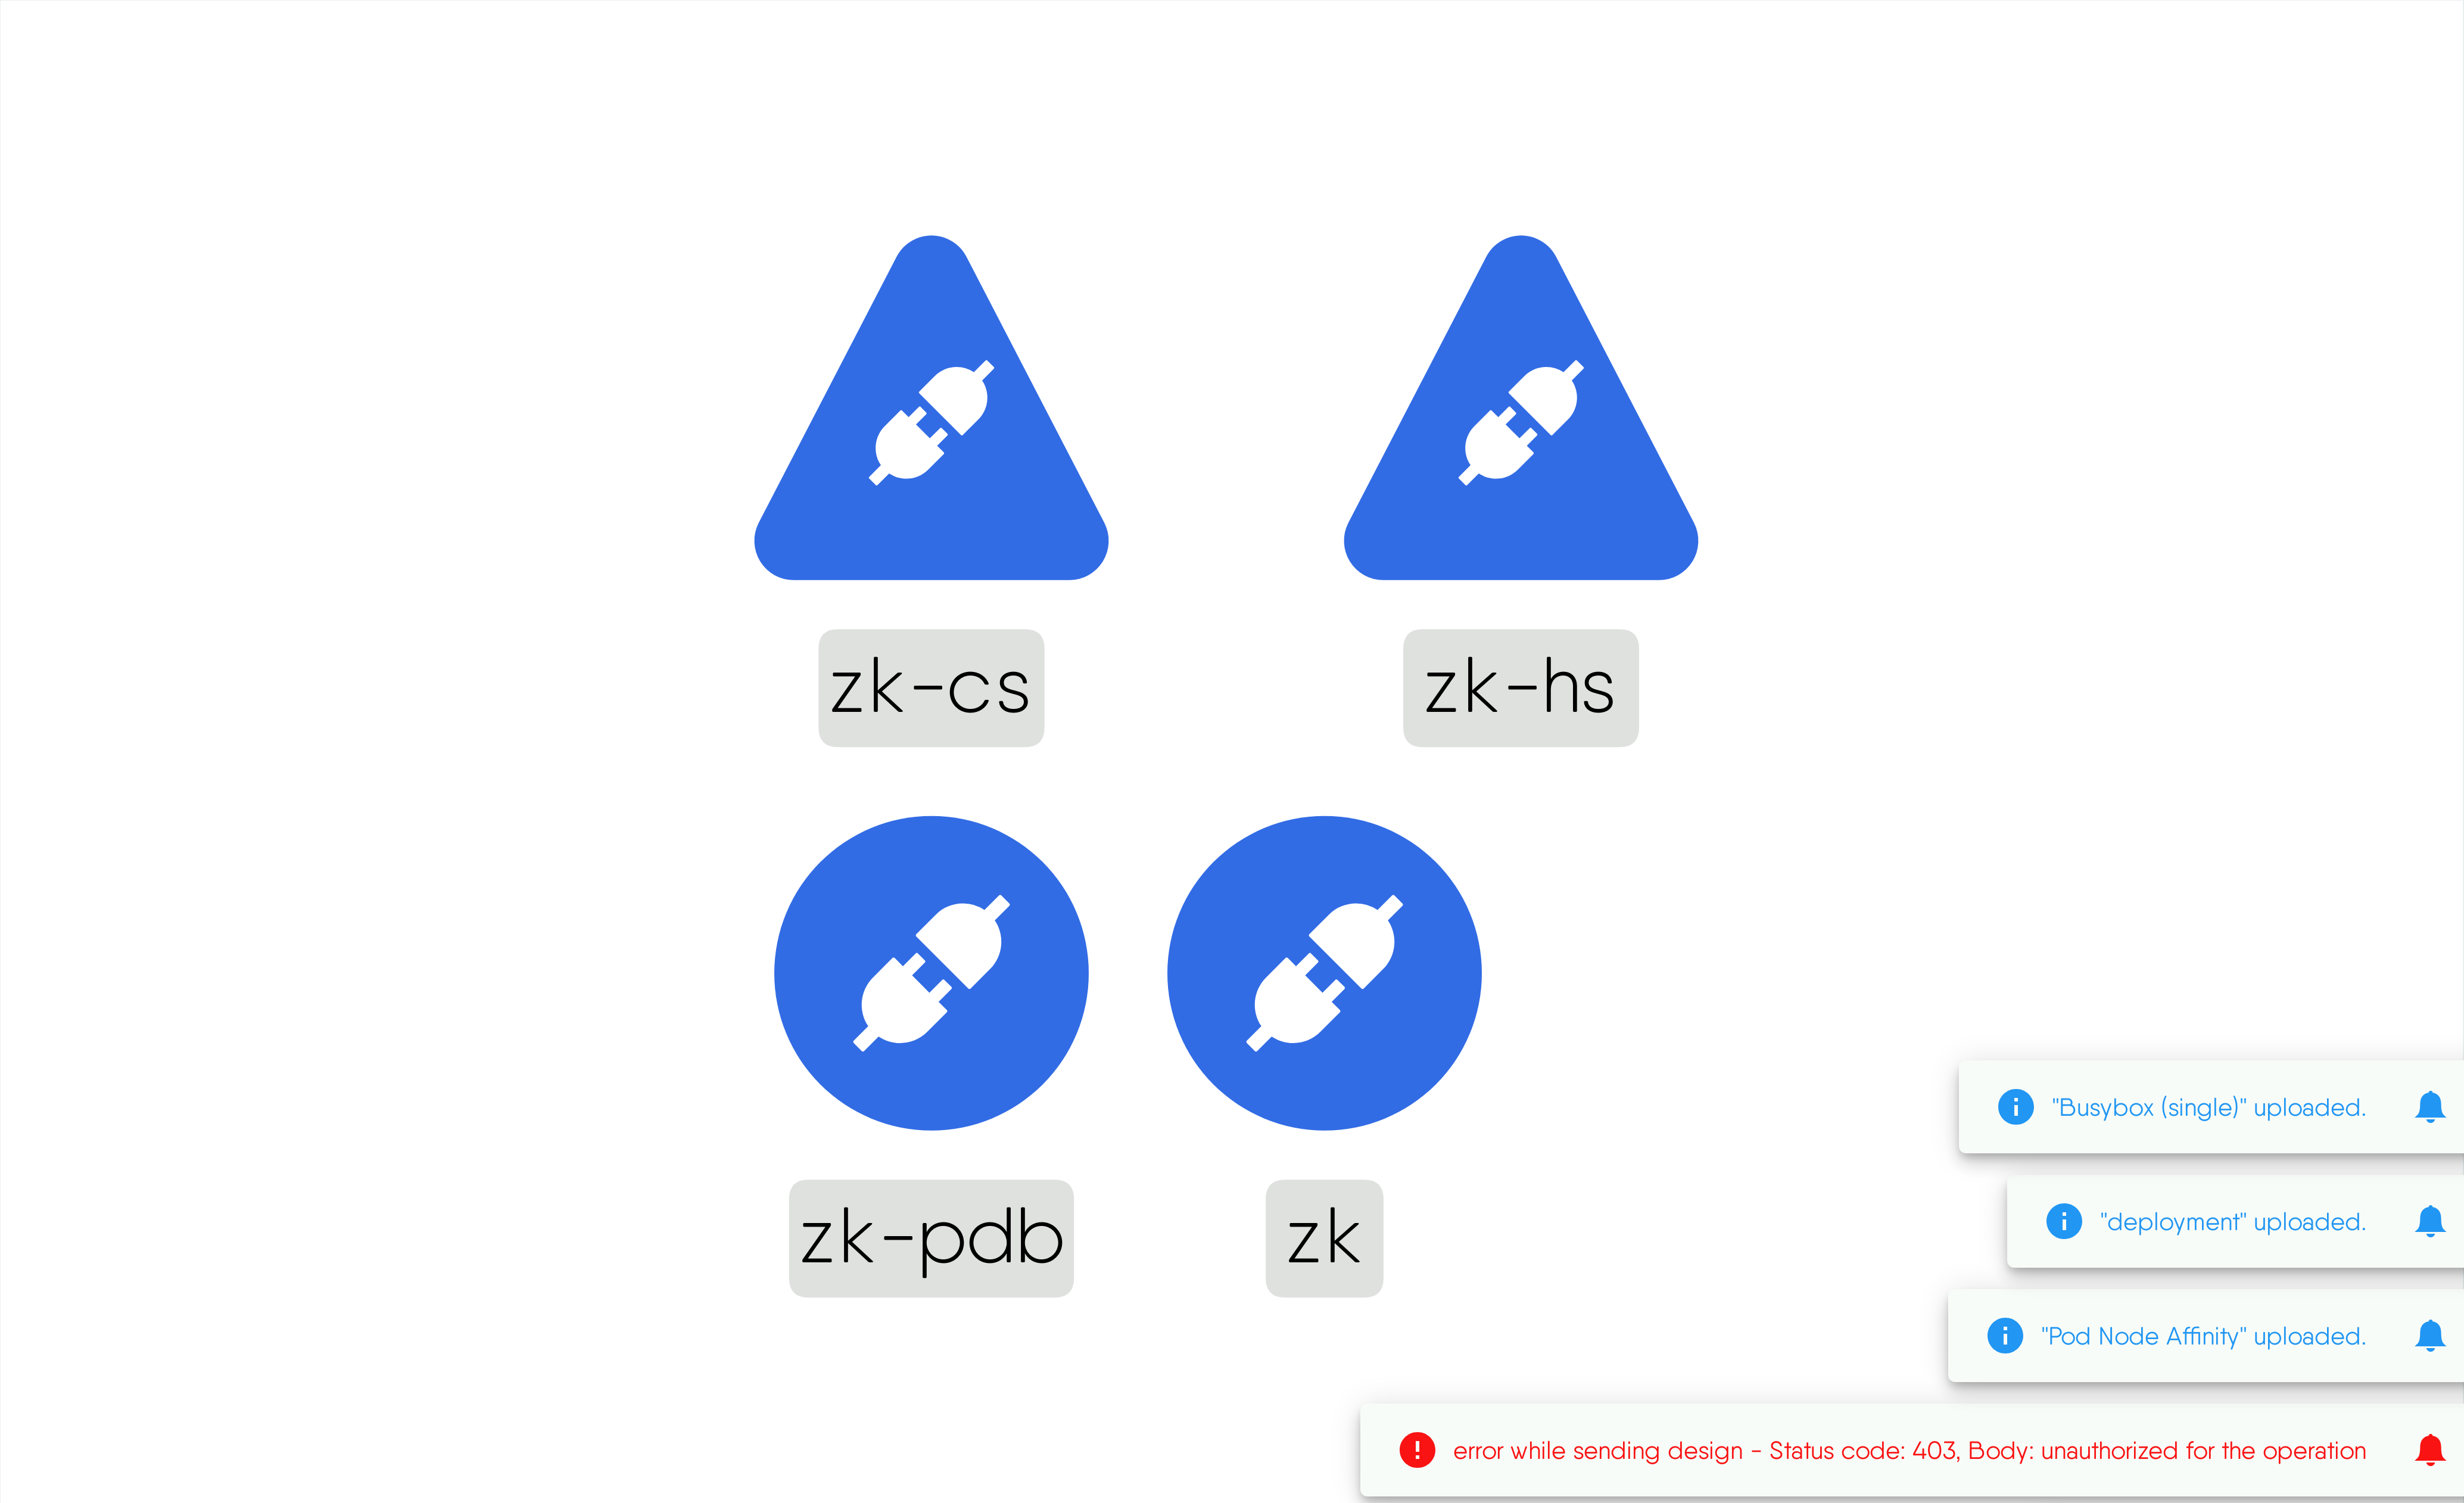 zk-cs
zk-hs
zk-pdb
zk
"Busybox (single)" uploaded.
"deployment" uploaded.
"Pod Node Affinity" uploaded.
error while sending design - Status code: 403, Body: unauthorized for the operation